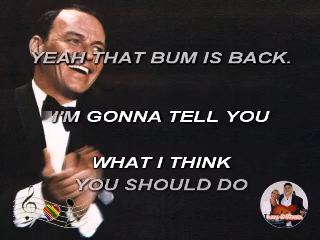 YEAH THAT BUM IS BACK.
I'M GONNA TELL YOU
WHAT I THINK
YOU SHOULD DO